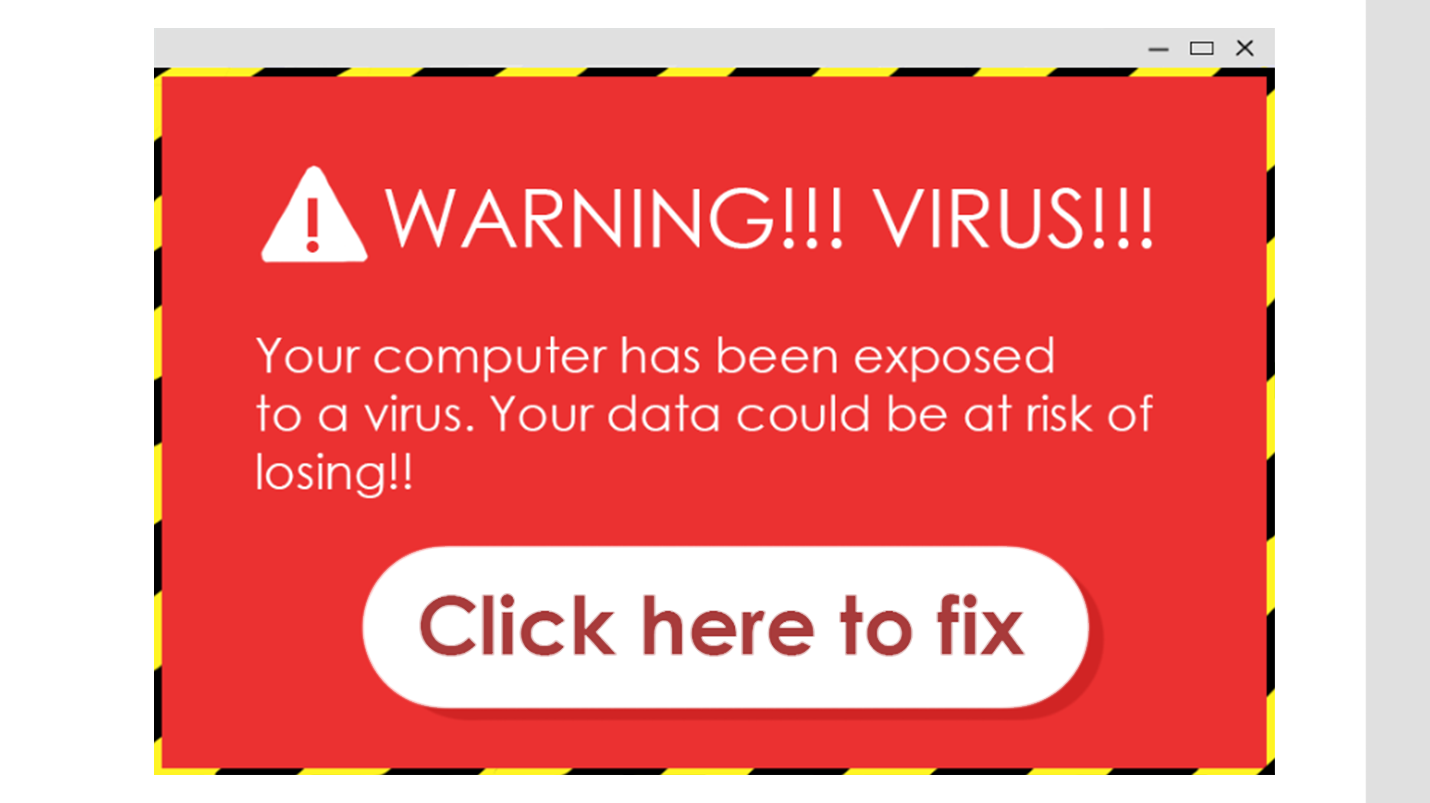 WARNING!!! VIRUS!!!
Your computer has been exposed
to a virus. Your data could be at risk of
losing!!
Click here to fix